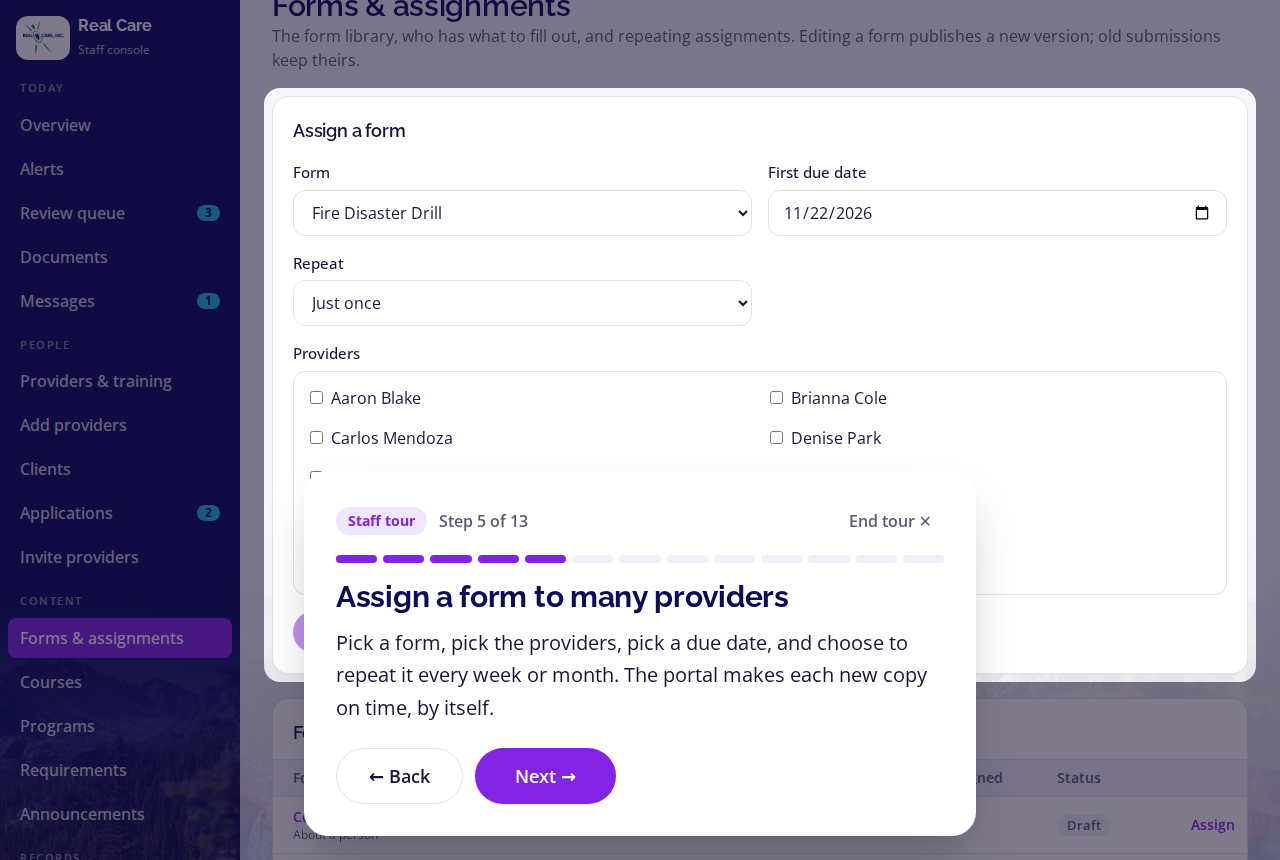 REAL CARE, INC.
Real Care
Staff console
TODAY
Overview
Alerts
Review queue 3
Documents
Messages 1
PEOPLE
Providers & training
Add providers
Clients
Applications 2
Invite providers
CONTENT
Forms & assignments
Courses
Programs
Requirements
Announcements
RECORDS
Forms & assignments
The form library, who has what to fill out, and repeating assignments. Editing a form publishes a new version; old submissions
keep theirs.
Assign a form
Form
First due date
Fire Disaster Drill
11/22/2026
Repeat
Just once
Providers
Aaron Blake
Brianna Cole
Carlos Mendoza
Denise Park
Staff tour
Step 5 of 13
End tour ×
Assign a form to many providers
Pick a form, pick the providers, pick a due date, and choose to
repeat it every week or month. The portal makes each new copy
on time, by itself.
← Back
Next →
Status
Draft
Assign
About a person